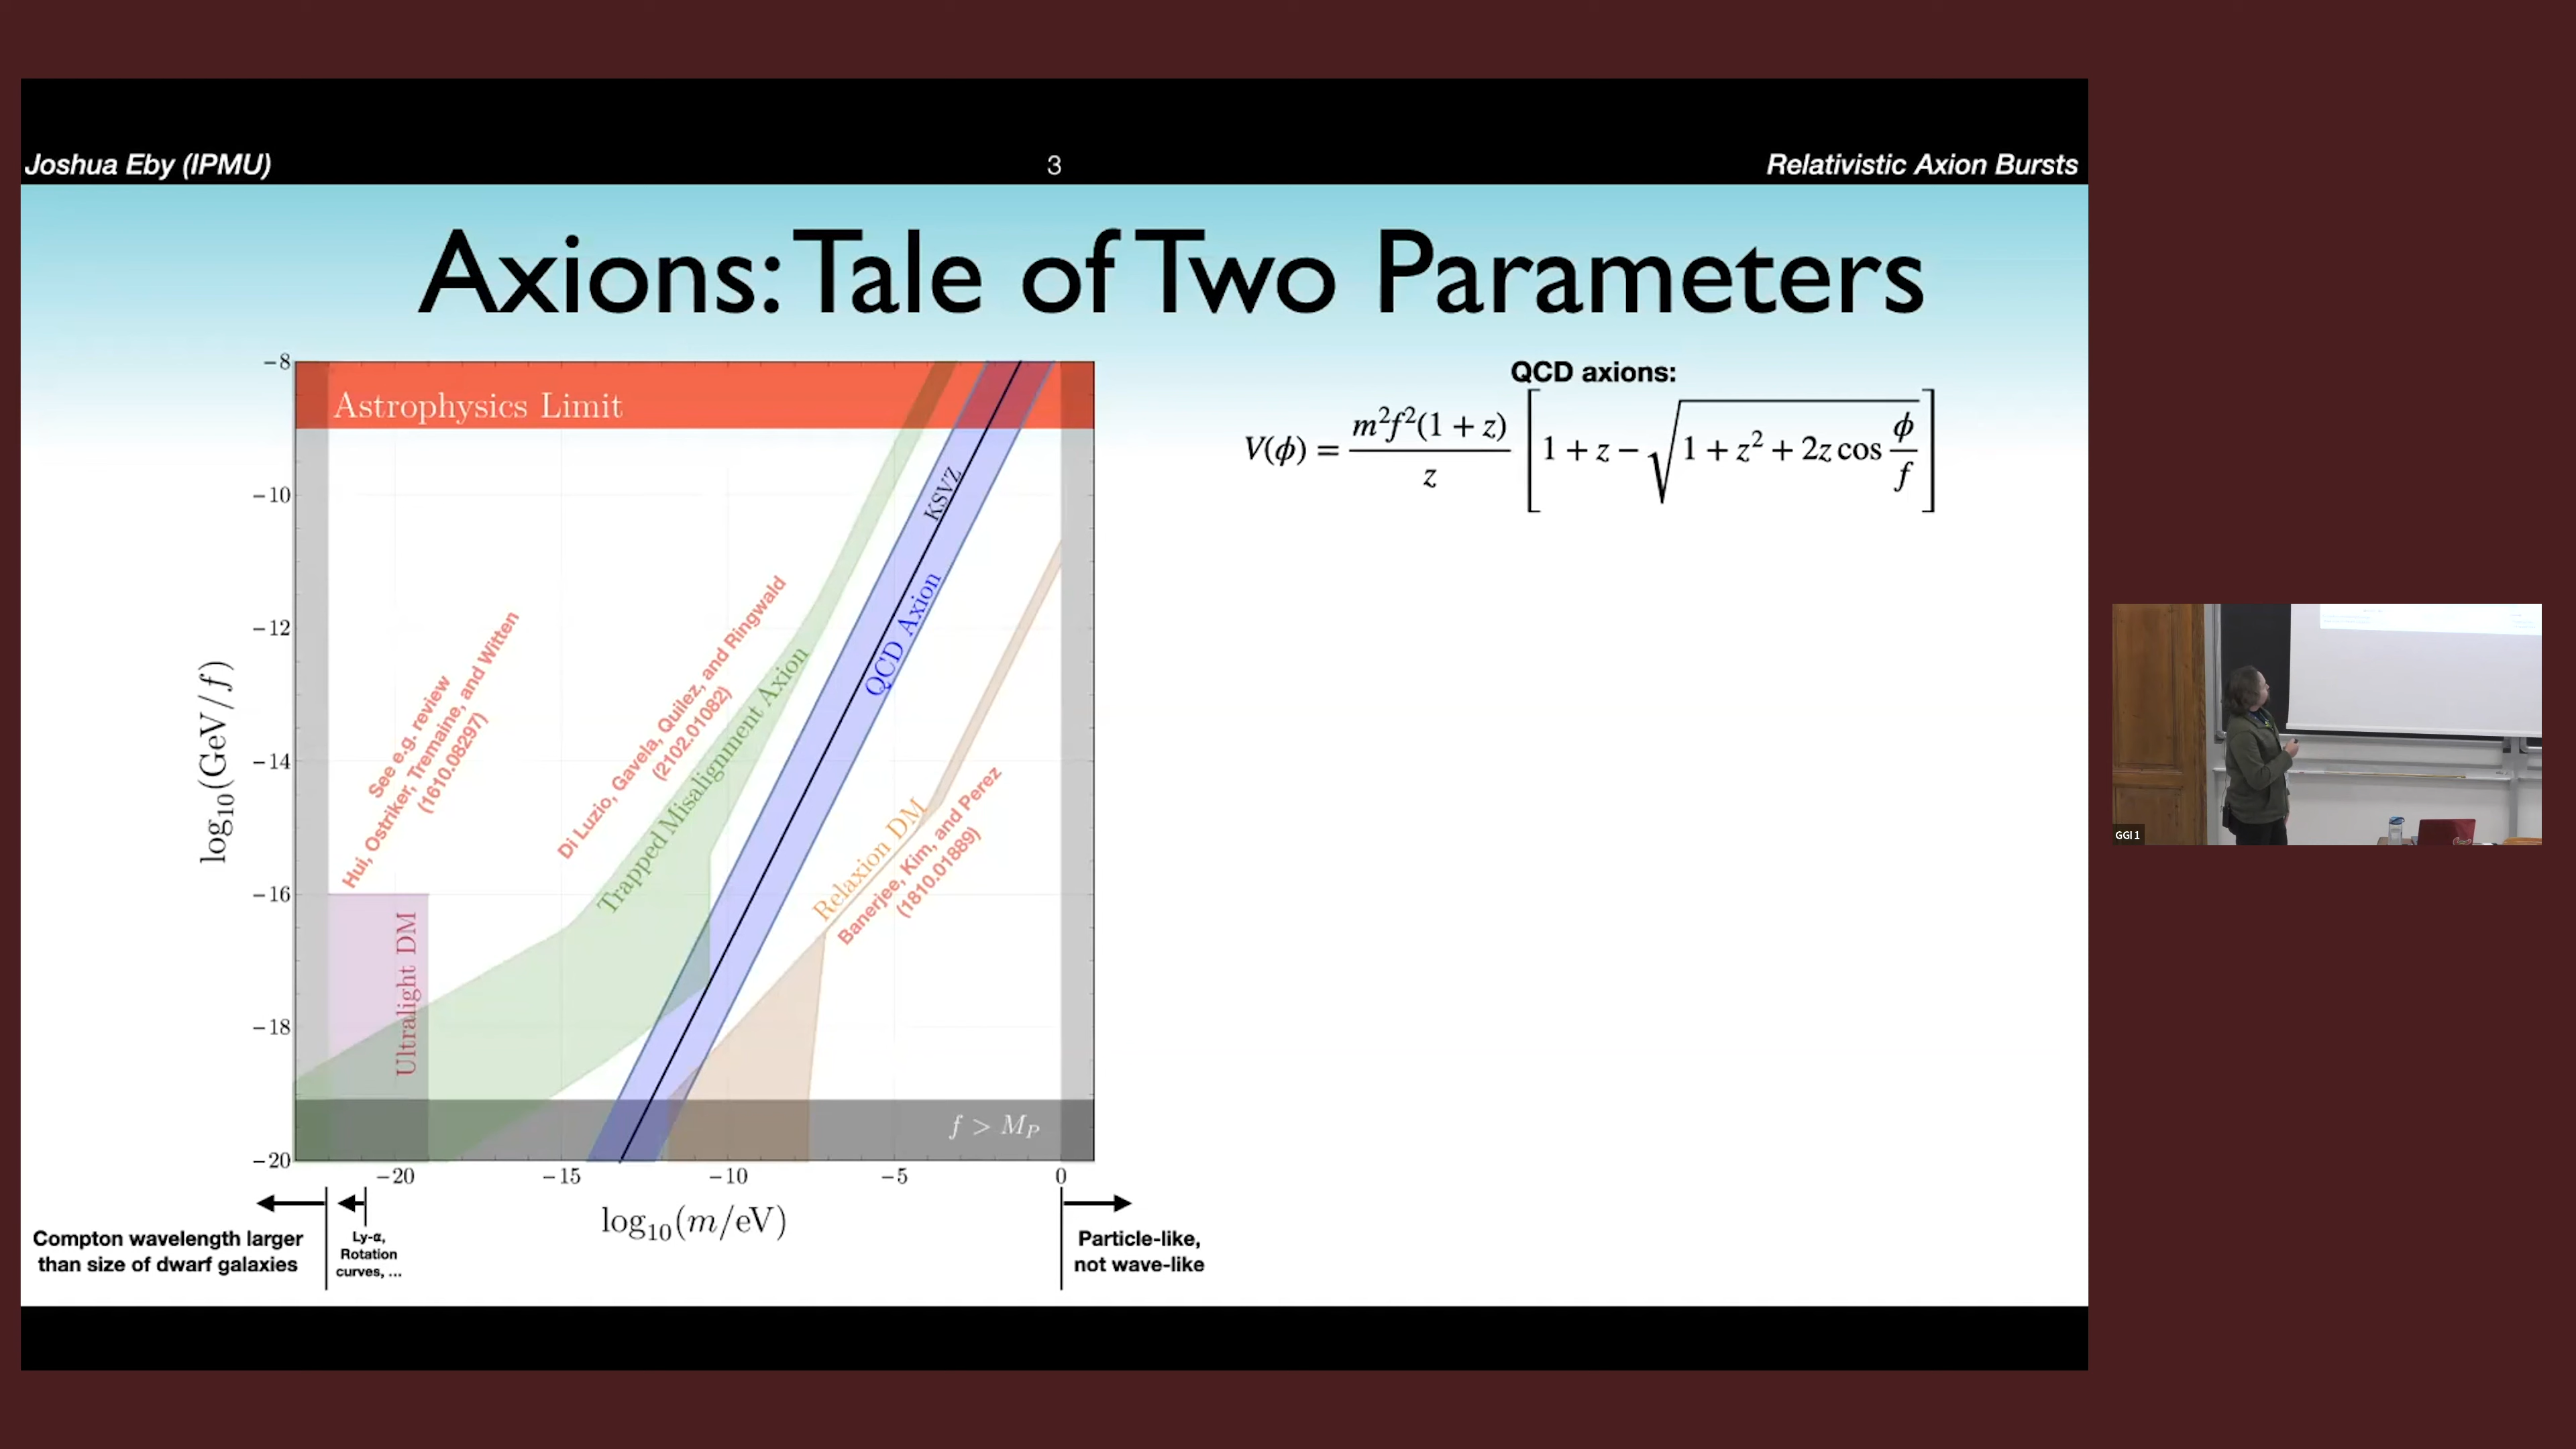 Joshua Eby (IPMU)
3
Relativistic Axion Bursts
Axions: Tale of Two Parameters
QCD axions:
V(ϕ) = m²f²(1 + z) / z [1 + z − √(1 + z² + 2z cos ϕ/f)]
Astrophysics Limit
KSVZ
QCD Axion
Trapped Misalignment Axion
Di Luzio, Gavela, Quilez, and Ringwald
(2102.01082)
See e.g. review
Hui, Ostriker, Tremaine, and Witten
(1610.08297)
Relaxion DM
Banerjee, Kim, and Perez
(1810.01889)
Ultralight DM
f > M_P
log₁₀(GeV/f)
−8
−10
−12
−14
−16
−18
−20
−20 −15 −10 −5 0
log₁₀(m/eV)
Compton wavelength larger
than size of dwarf galaxies
Ly-α,
Rotation
curves, ...
Particle-like,
not wave-like
GGI 1